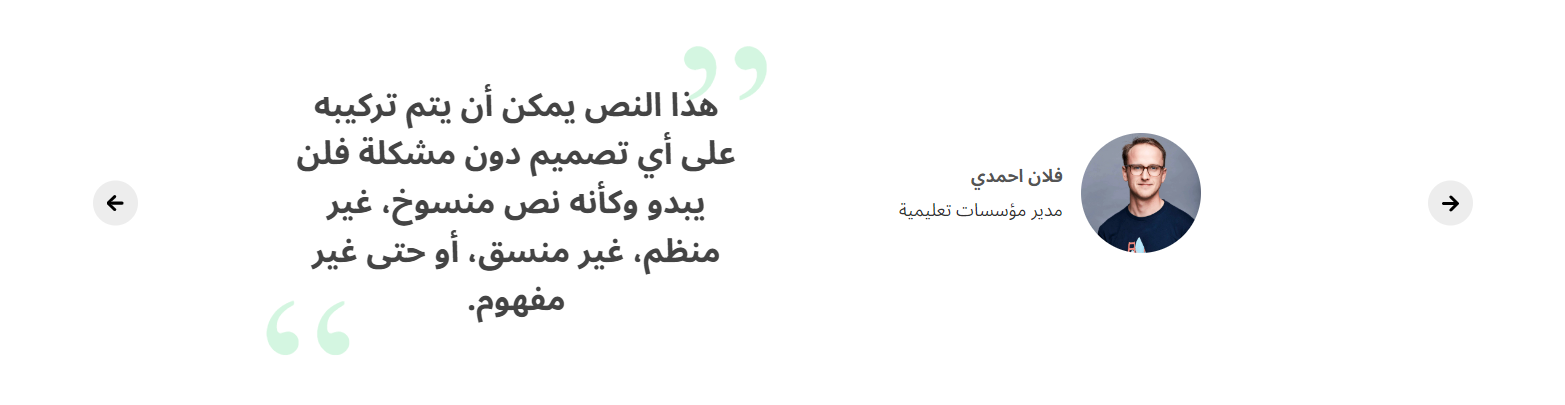 فلان احمدي
مدير مؤسسات تعليمية
هذا النص يمكن أن يتم تركيبه
على أي تصميم دون مشكلة فلن
يبدو وكأنه نص منسوخ، غير
منظم، غير منسق، أو حتى غير
مفهوم.